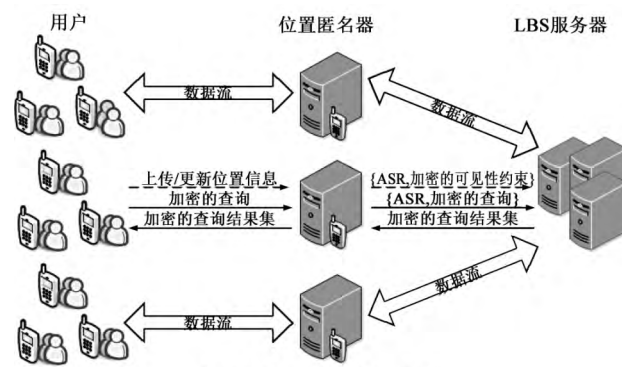 用户
位置匿名器
LBS服务器
数据流
数据流
上传/更新位置信息
{ASR,加密的可见性约束}
加密的查询
{ASR,加密的查询}
加密的查询结果集
加密的查询结果集
数据流
数据流